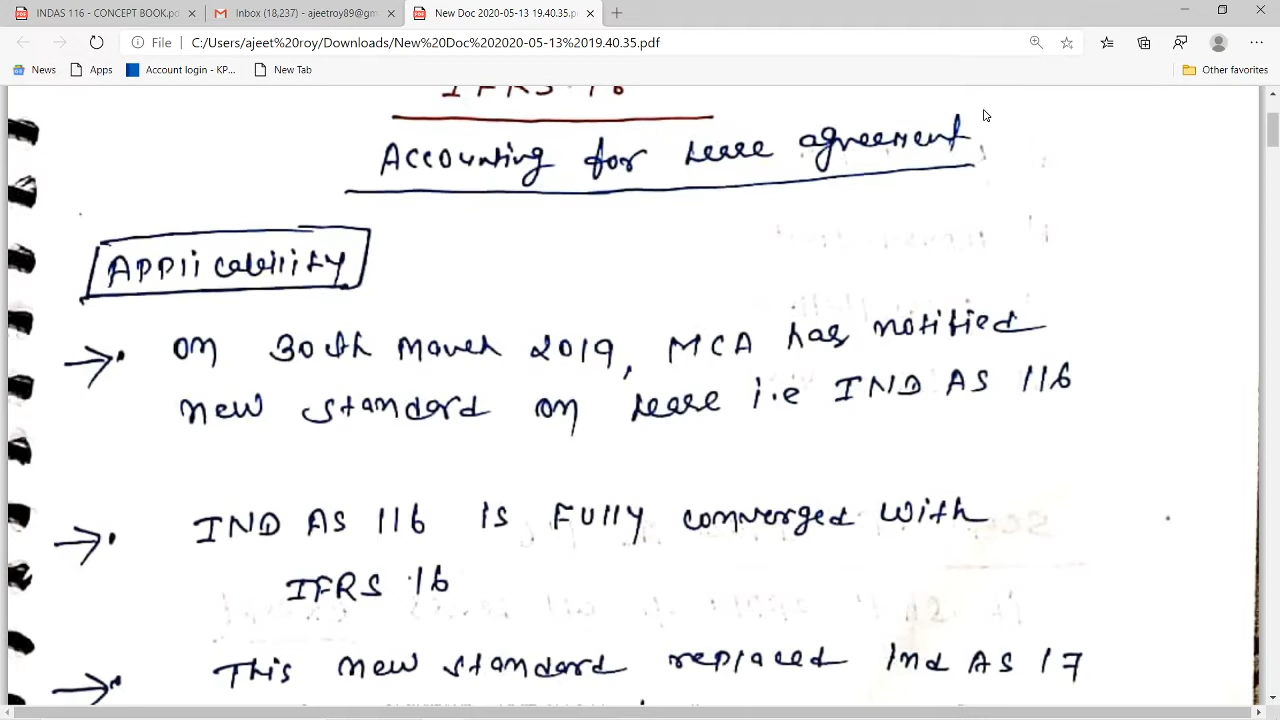 INDAS 116 - CONCEPT BOOK.pd
Inbox (18,237) - ajeetroy89@gm
New Doc 2020-05-13 19.40.35.p
File
C:/Users/ajeet%20roy/Downloads/New%20Doc%202020-05-13%2019.40.35.pdf
News
Apps
Account login - KP...
New Tab
Other favorites
IFRS 16
Accounting for Lease agreement
Applicability
→• On 30th March 2019, MCA has notified
new standard on Lease i.e IND AS 116
→• IND AS 116 is Fully converged with
IFRS 16
→• This new standard replaced Ind AS 17